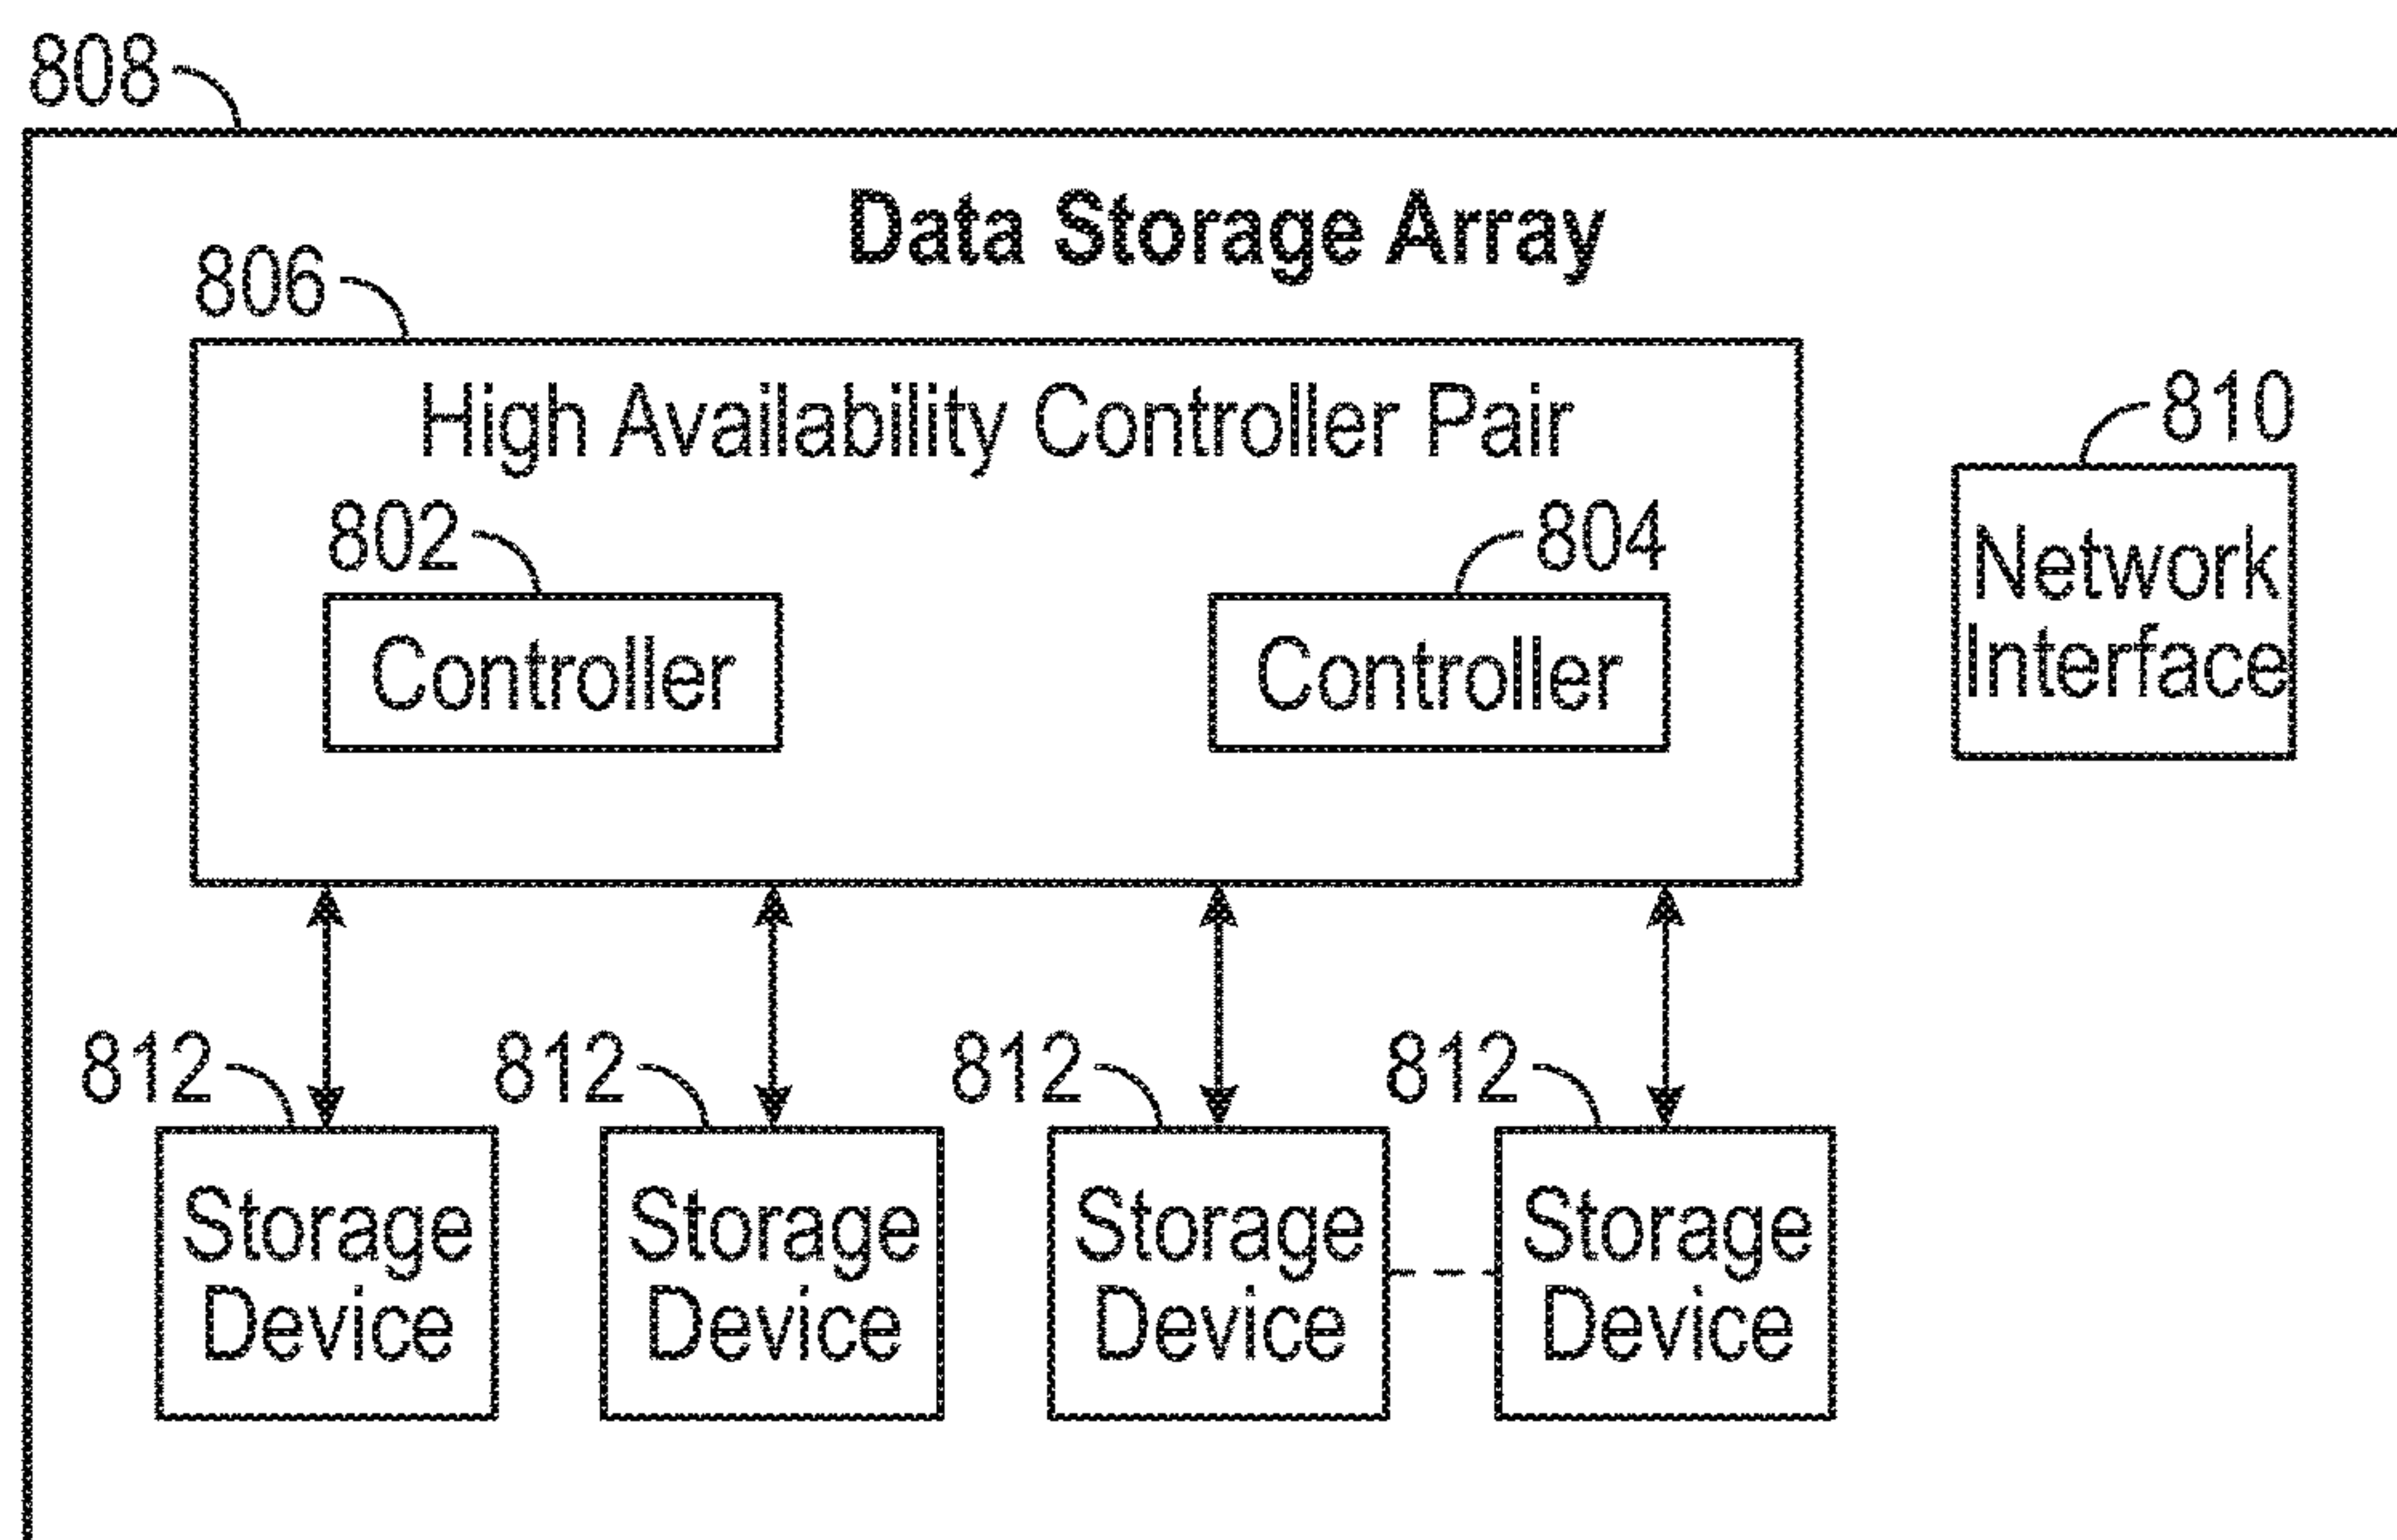 808
Data Storage Array
806
High Availability Controller Pair
810
802
804
Network
Interface
Controller
Controller
812
812
812
812
Storage
Device
Storage
Device
Storage
Device
Storage
Device